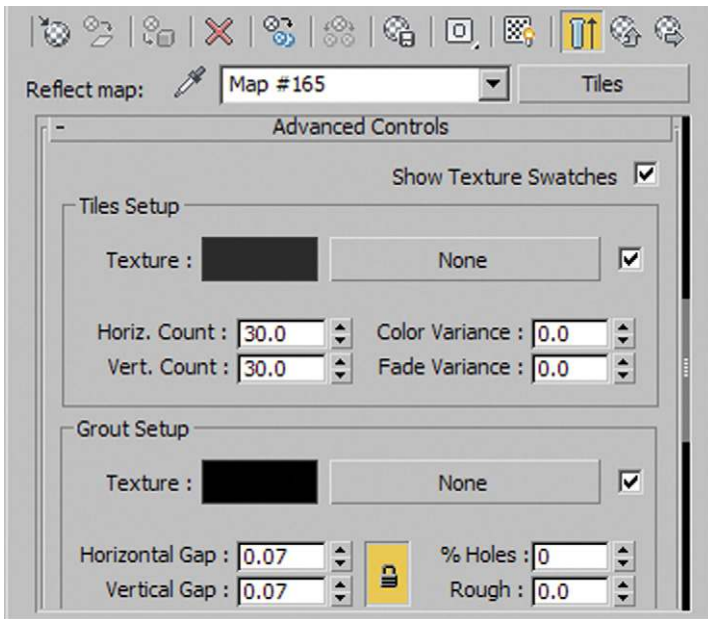 Reflect map: Map #165 Tiles
- Advanced Controls
Show Texture Swatches
Tiles Setup
Texture : None
Horiz. Count : 30.0 Color Variance : 0.0
Vert. Count : 30.0 Fade Variance : 0.0
Grout Setup
Texture : None
Horizontal Gap : 0.07 % Holes : 0
Vertical Gap : 0.07 Rough : 0.0